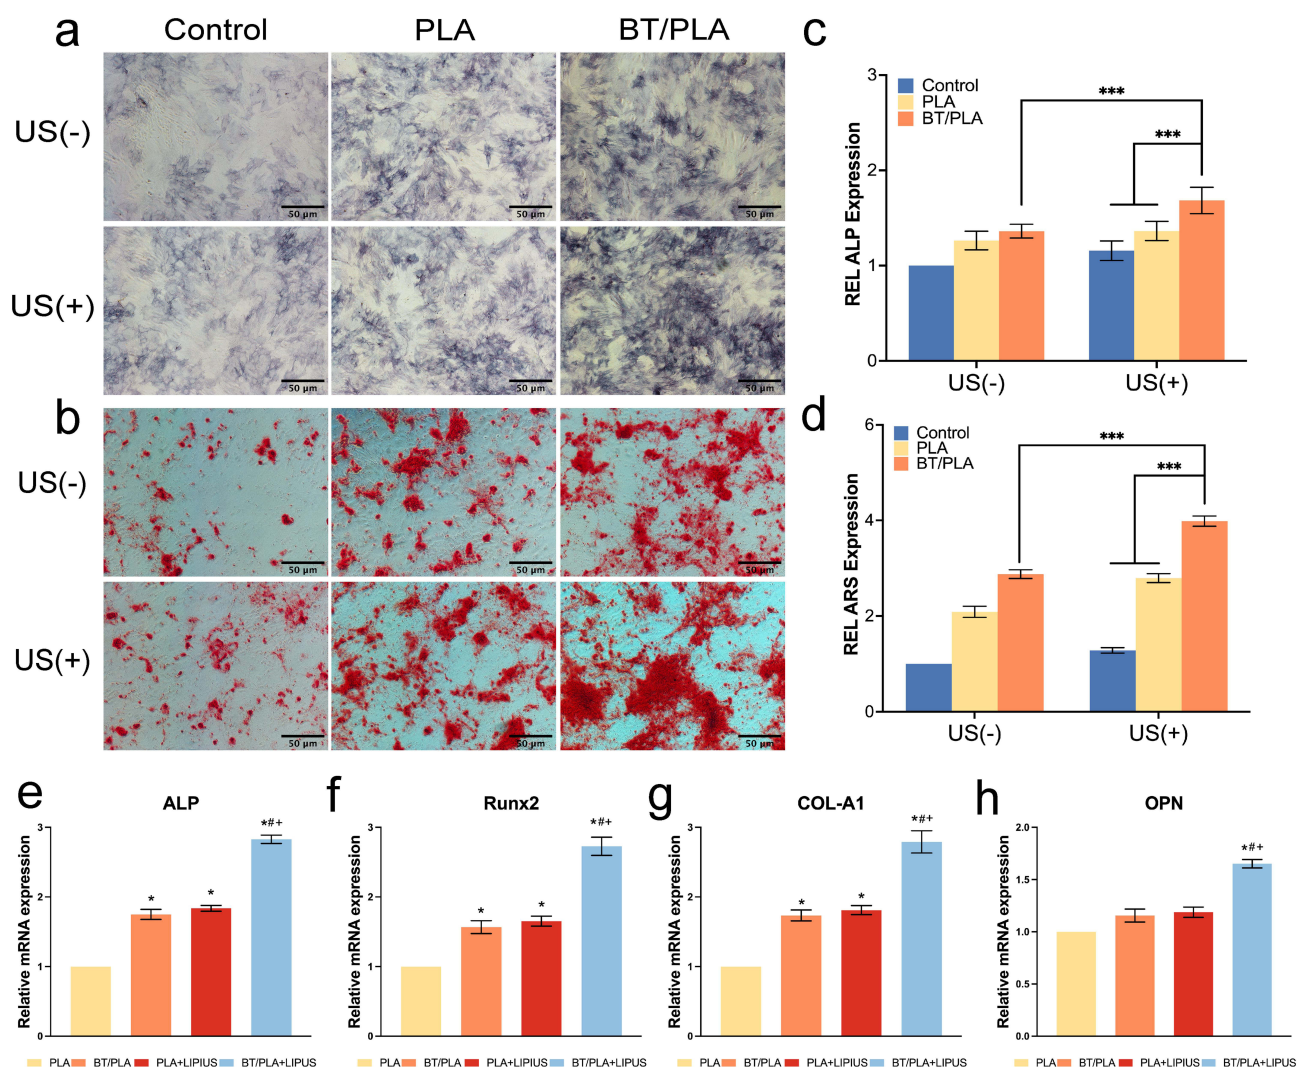 a
Control
PLA
BT/PLA
US(-)
50 μm
50 μm
50 μm
US(+)
50 μm
50 μm
50 μm
b
US(-)
50 μm
50 μm
50 μm
US(+)
50 μm
50 μm
50 μm
c
REL ALP Expression
3
2
1
0
Control
PLA
BT/PLA
***
***
US(-)
US(+)
d
REL ARS Expression
6
4
2
0
Control
PLA
BT/PLA
***
***
US(-)
US(+)
e
ALP
Relative mRNA expression
3
2
1
0
*
*
*#+
PLA
BT/PLA
PLA+LIPIUS
BT/PLA+LIPUS
f
Runx2
Relative mRNA expression
3
2
1
0
*
*
*#+
PLA
BT/PLA
PLA+LIPIUS
BT/PLA+LIPUS
g
COL-A1
Relative mRNA expression
3
2
1
0
*
*
*#+
PLA
BT/PLA
PLA+LIPIUS
BT/PLA+LIPUS
h
OPN
Relative mRNA expression
2.0
1.5
1.0
0.5
0.0
*#+
PLA
BT/PLA
PLA+LIPIUS
BT/PLA+LIPUS